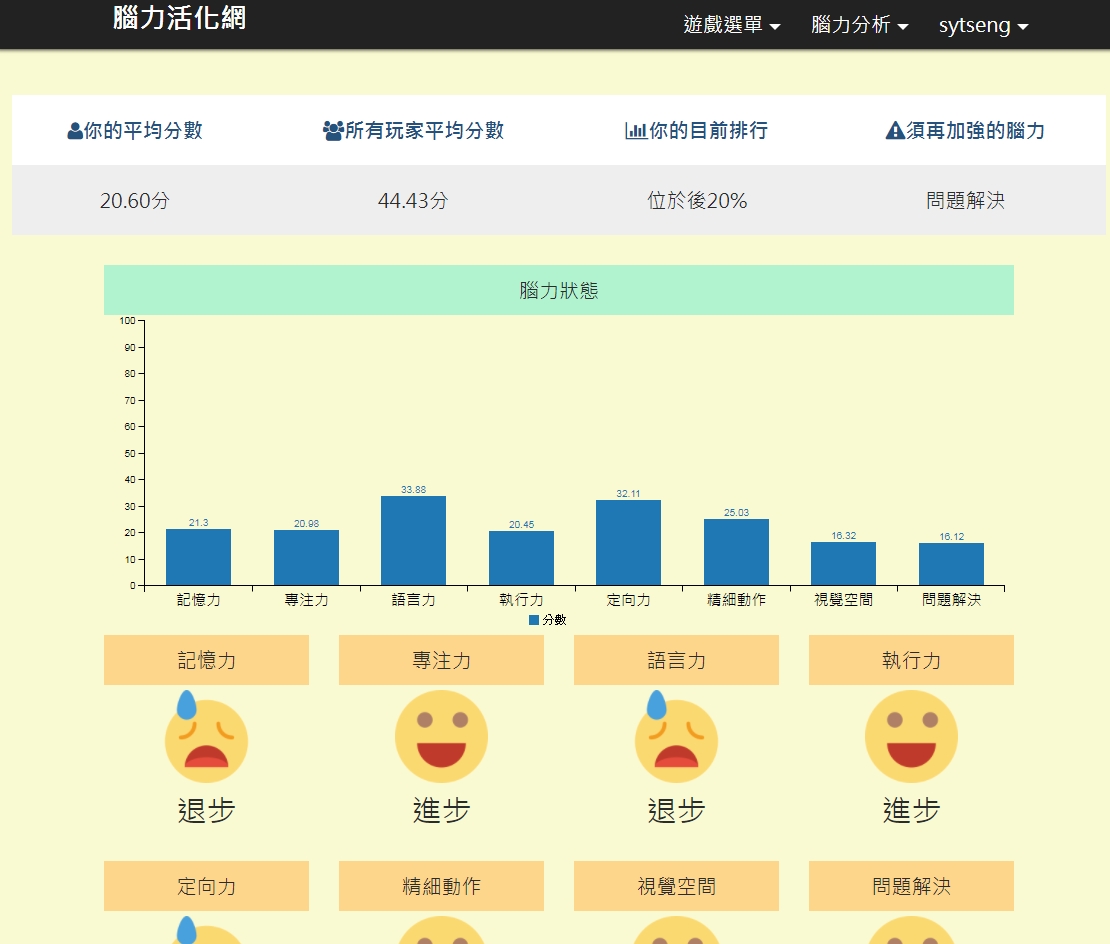 腦力活化網 遊戲選單 腦力分析 sytseng
你的平均分數 所有玩家平均分數 你的目前排行 須再加強的腦力
20.60分 44.43分 位於後20% 問題解決
腦力狀態
100
90
80
70
60
50
40
30
20
10
0
21.3 20.98 33.88 20.45 32.11 25.03 16.32 16.12
記憶力 專注力 語言力 執行力 定向力 精細動作 視覺空間 問題解決
分數
記憶力 專注力 語言力 執行力
退步 進步 退步 進步
定向力 精細動作 視覺空間 問題解決